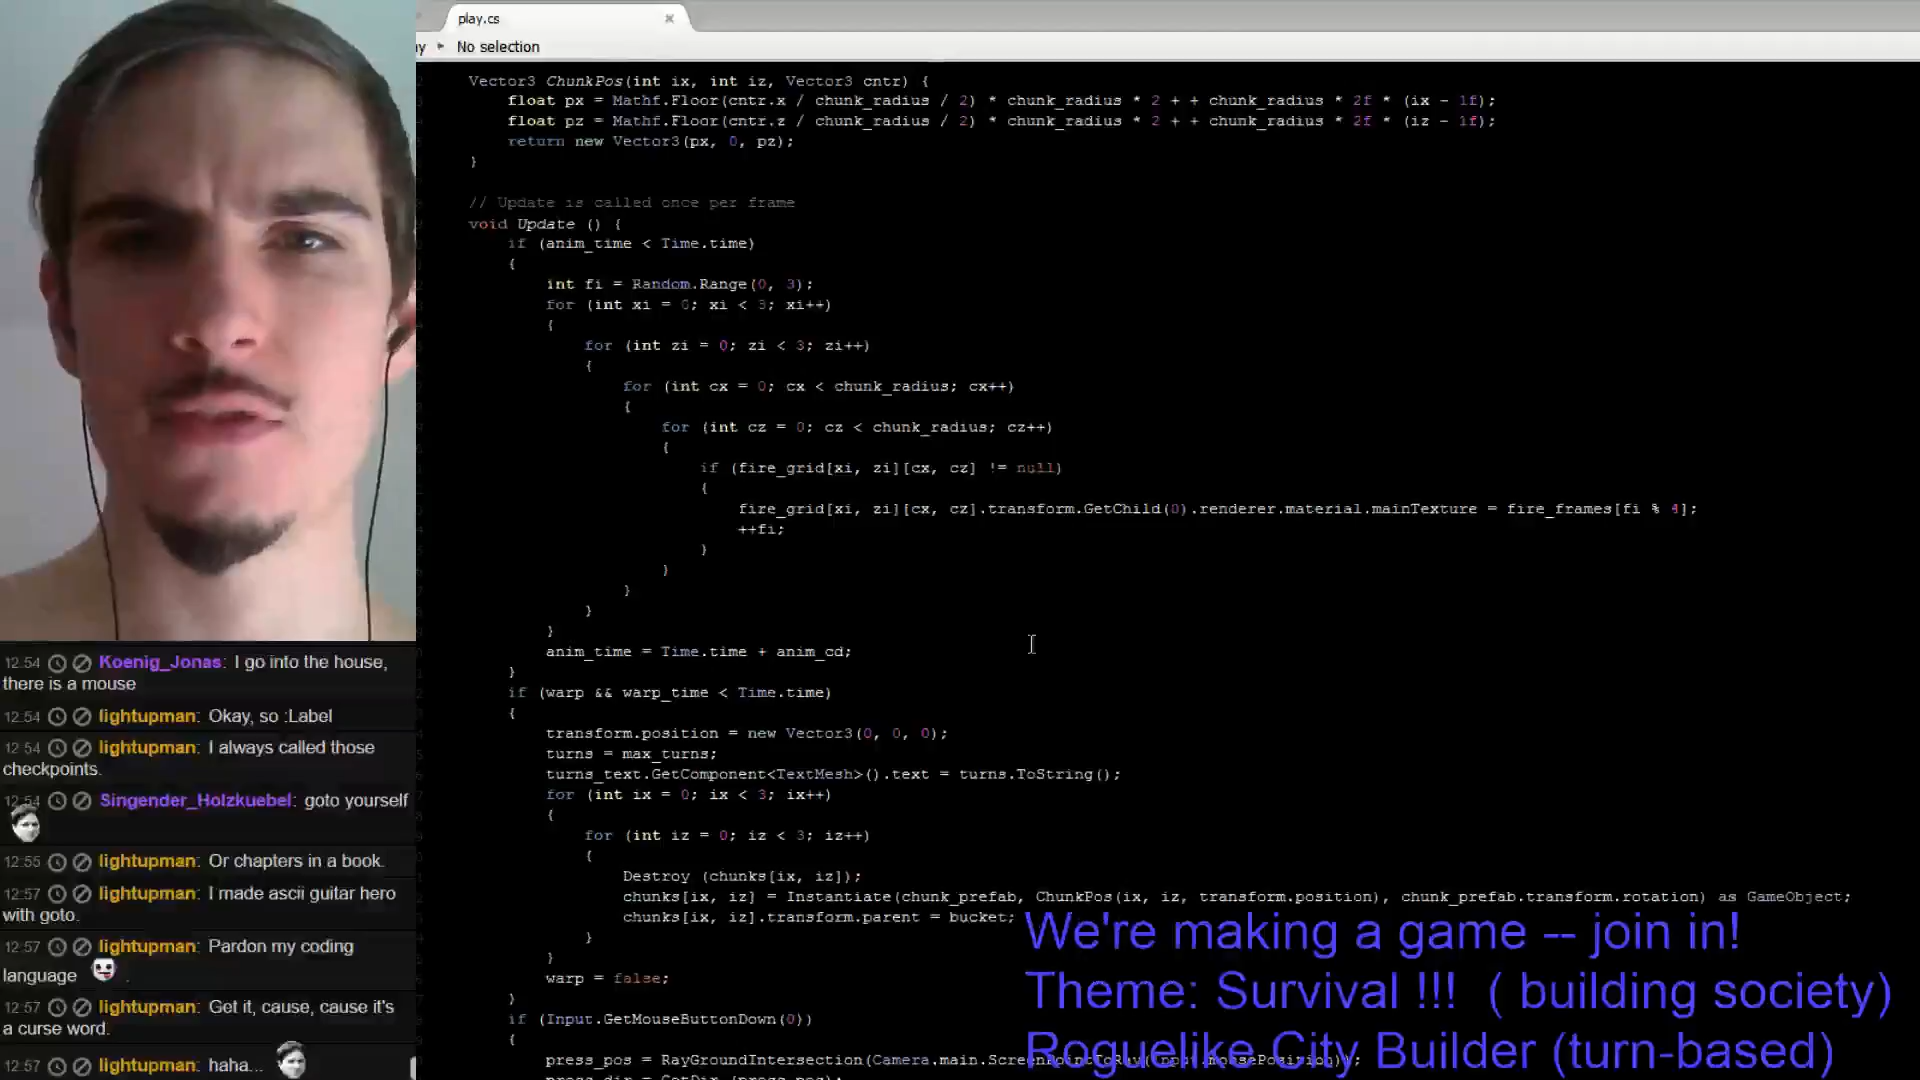 play.cs
No selection
Vector3 ChunkPos(int ix, int iz, Vector3 cntr) {
float px = Mathf.Floor(cntr.x / chunk_radius / 2) * chunk_radius * 2 + + chunk_radius * 2f * (ix - 1f);
float pz = Mathf.Floor(cntr.z / chunk_radius / 2) * chunk_radius * 2 + + chunk_radius * 2f * (iz - 1f);
return new Vector3(px, 0, pz);
}
// Update is called once per frame
void Update () {
if (anim_time < Time.time)
{
int fi = Random.Range(0, 3);
for (int xi = 0; xi < 3; xi++)
{
for (int zi = 0; zi < 3; zi++)
{
for (int cx = 0; cx < chunk_radius; cx++)
{
for (int cz = 0; cz < chunk_radius; cz++)
{
if (fire_grid[xi, zi][cx, cz] != null)
{
fire_grid[xi, zi][cx, cz].transform.GetChild(0).renderer.material.mainTexture = fire_frames[fi % 4];
++fi;
}
}
}
}
}
anim_time = Time.time + anim_cd;
}
if (warp && warp_time < Time.time)
{
transform.position = new Vector3(0, 0, 0);
turns = max_turns;
turns_text.GetComponent<TextMesh>().text = turns.ToString();
for (int ix = 0; ix < 3; ix++)
{
for (int iz = 0; iz < 3; iz++)
{
Destroy (chunks[ix, iz]);
chunks[ix, iz] = Instantiate(chunk_prefab, ChunkPos(ix, iz, transform.position), chunk_prefab.transform.rotation) as GameObject;
chunks[ix, iz].transform.parent = bucket;
}
}
warp = false;
}
if (Input.GetMouseButtonDown(0))
{
press_pos = RayGroundIntersection(Camera.main.ScreenPointToRay(Input.mousePosition));
12:54 Koenig_Jonas: I go into the house,
there is a mouse
12:54 lightupman: Okay, so :Label
12:54 lightupman: I always called those
checkpoints.
12:54 Singender_Holzkuebel: goto yourself
12:55 lightupman: Or chapters in a book.
12:57 lightupman: I made ascii guitar hero
with goto.
12:57 lightupman: Pardon my coding
language .
12:57 lightupman: Get it, cause, cause it's
a curse word.
12:57 lightupman: haha...
We're making a game -- join in!
Theme: Survival !!! ( building society)
Roguelike City Builder (turn-based)